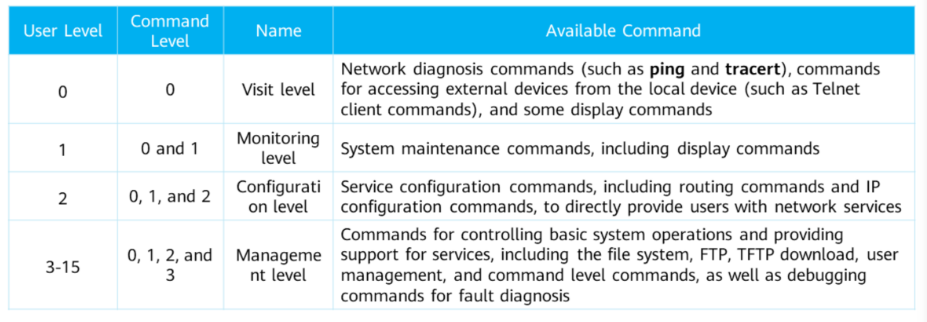 User Level
Command
Level
Name
Available Command
0
0
Visit level
Network diagnosis commands (such as ping and tracert), commands
for accessing external devices from the local device (such as Telnet
client commands), and some display commands
1
0 and 1
Monitoring
level
System maintenance commands, including display commands
2
0, 1, and 2
Configurati
on level
Service configuration commands, including routing commands and IP
configuration commands, to directly provide users with network services
3-15
0, 1, 2, and
3
Manageme
nt level
Commands for controlling basic system operations and providing
support for services, including the file system, FTP, TFTP download, user
management, and command level commands, as well as debugging
commands for fault diagnosis